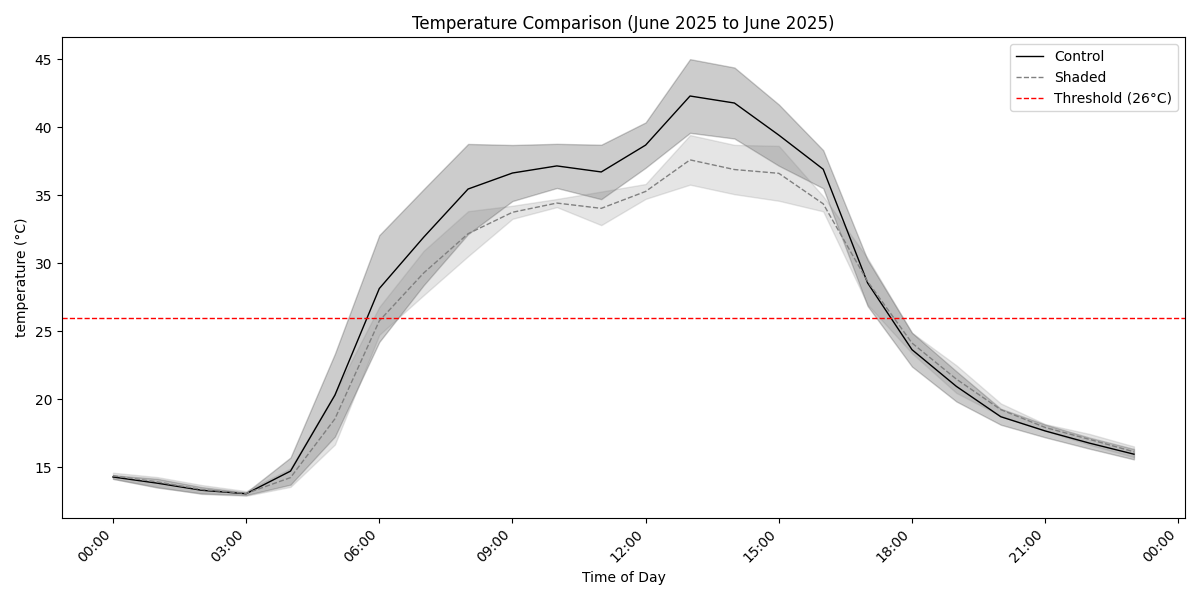 Temperature Comparison (June 2025 to June 2025)
Control
Shaded
Threshold (26°C)
temperature (°C)
45
40
35
30
25
20
15
00:00
03:00
06:00
09:00
12:00
15:00
18:00
21:00
00:00
Time of Day